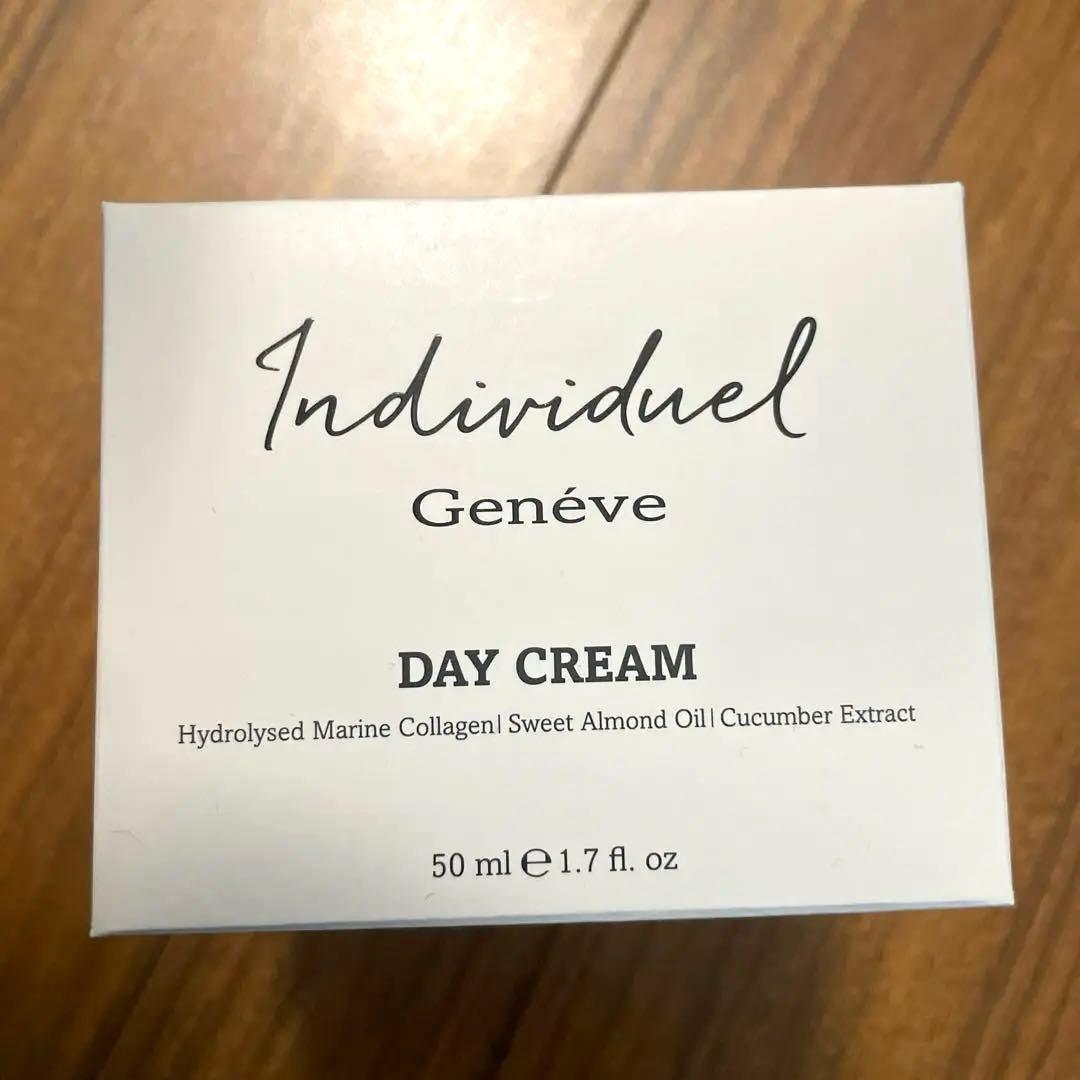 Individuel
Genéve
DAY CREAM
Hydrolysed Marine Collagen| Sweet Almond Oil| Cucumber Extract
50 ml ℮ 1.7 fl. oz